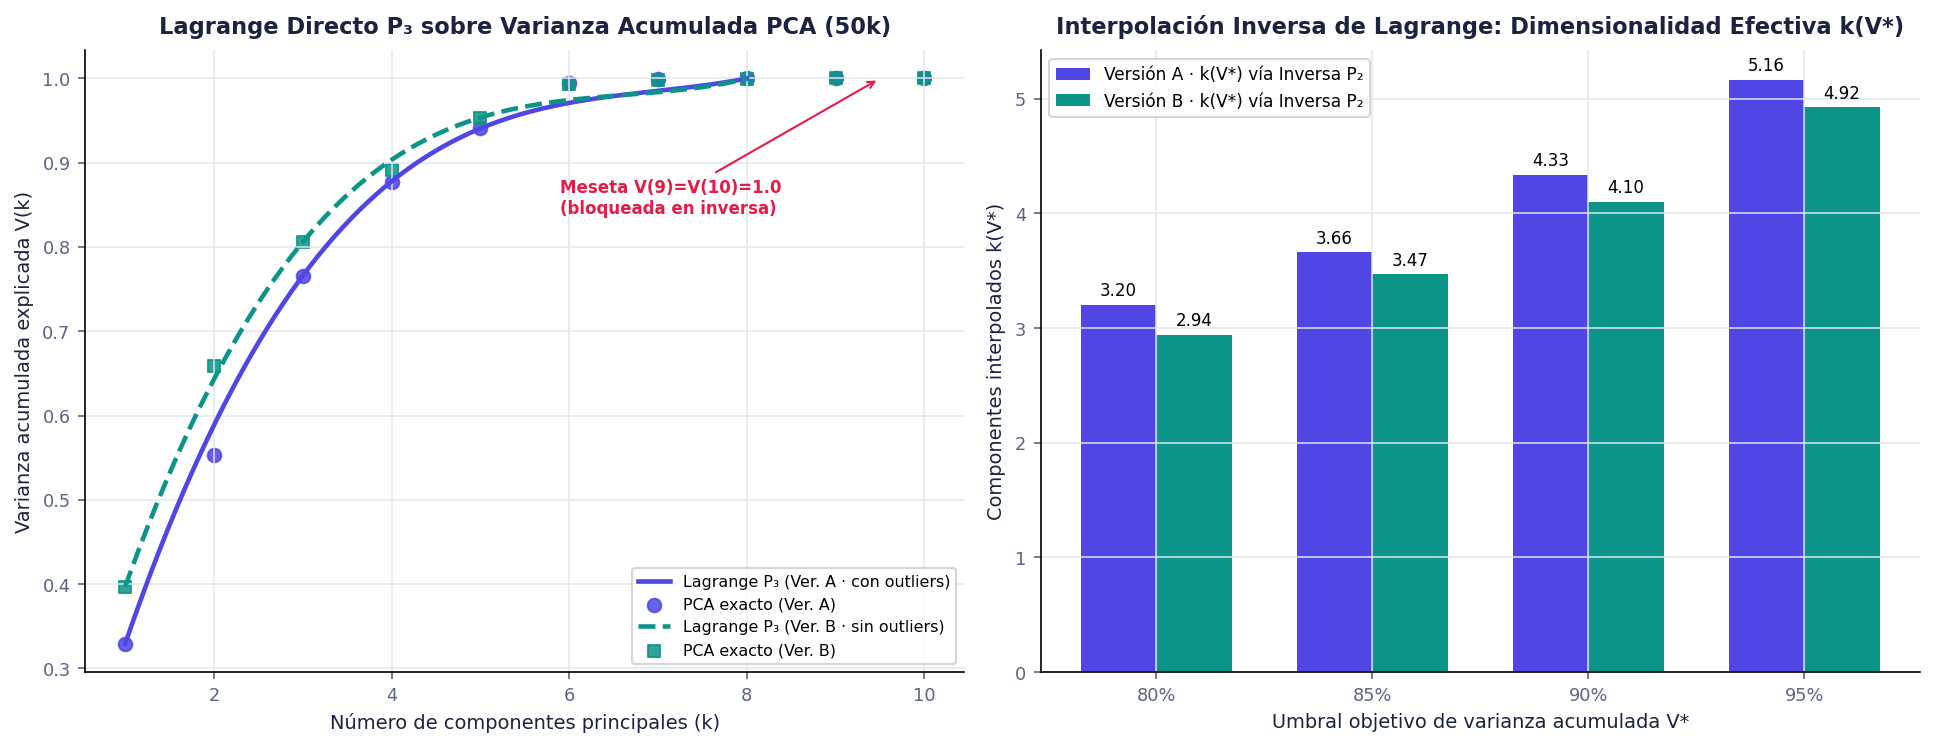 Lagrange Directo P₃ sobre Varianza Acumulada PCA (50k)
Varianza acumulada explicada V(k)
1.0
0.9
0.8
0.7
0.6
0.5
0.4
0.3
Meseta V(9)=V(10)=1.0
(bloqueada en inversa)
Lagrange P₃ (Ver. A · con outliers)
PCA exacto (Ver. A)
Lagrange P₃ (Ver. B · sin outliers)
PCA exacto (Ver. B)
2 4 6 8 10
Número de componentes principales (k)
Interpolación Inversa de Lagrange: Dimensionalidad Efectiva k(V*)
Componentes interpolados k(V*)
5
4
3
2
1
0
Versión A · k(V*) vía Inversa P₂
Versión B · k(V*) vía Inversa P₂
3.20
2.94
3.66
3.47
4.33
4.10
5.16
4.92
80% 85% 90% 95%
Umbral objetivo de varianza acumulada V*